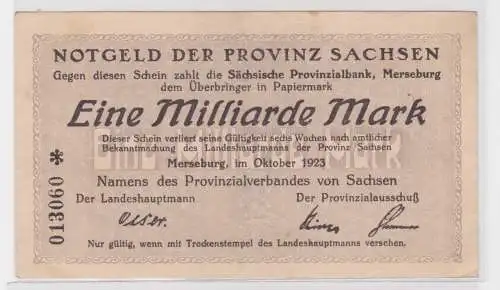 NOTGELD DER PROVINZ SACHSEN
Gegen diesen Schein zahlt die Sächsische Provinzialbank, Merseburg
dem Überbringer in Papiermark
Eine Milliarde Mark
Dieser Schein verliert seine Gültigkeit sechs Wochen nach amtlicher
Bekanntmachung des Landeshauptmanns der Provinz Sachsen
Merseburg, im Oktober 1923
Namens des Provinzialverbandes von Sachsen
Der Landeshauptmann Der Provinzialausschuß
Nur gültig, wenn mit Trockenstempel des Landeshauptmanns versehen.
013060 *